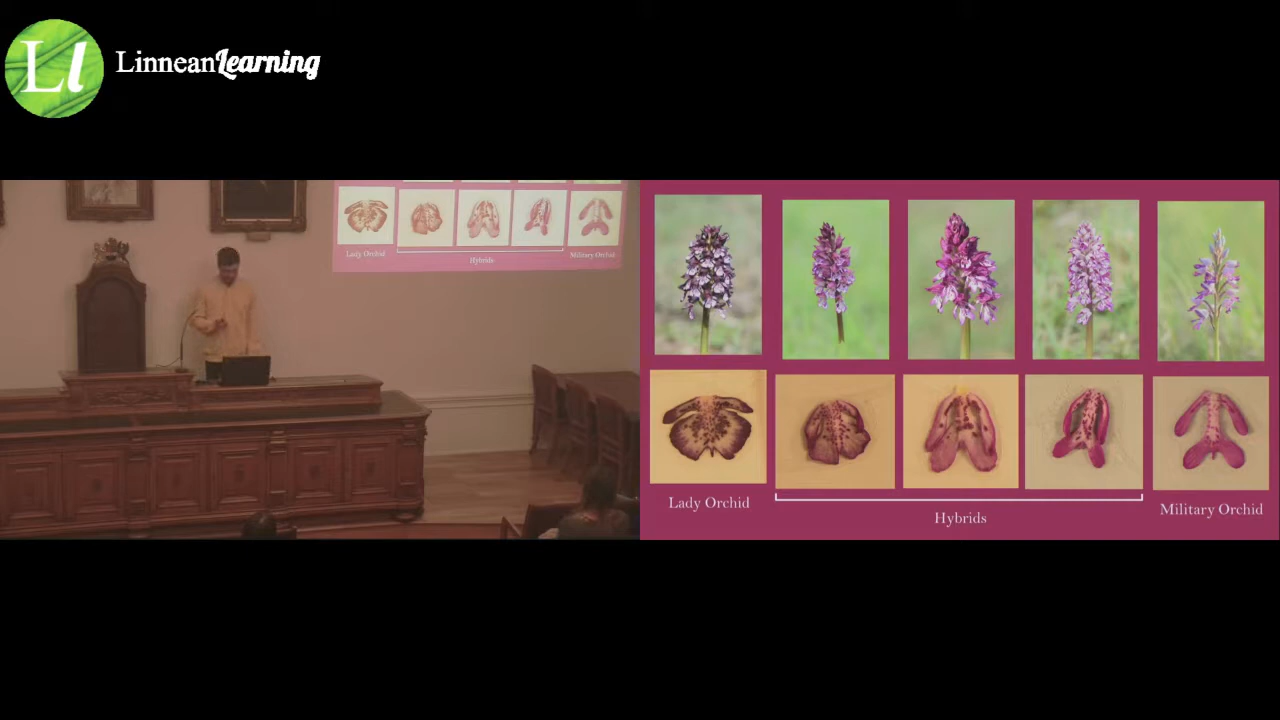 Ll LinneanLearning
Lady Orchid
Hybrids
Military Orchid
Lady Orchid
Hybrids
Military Orchid